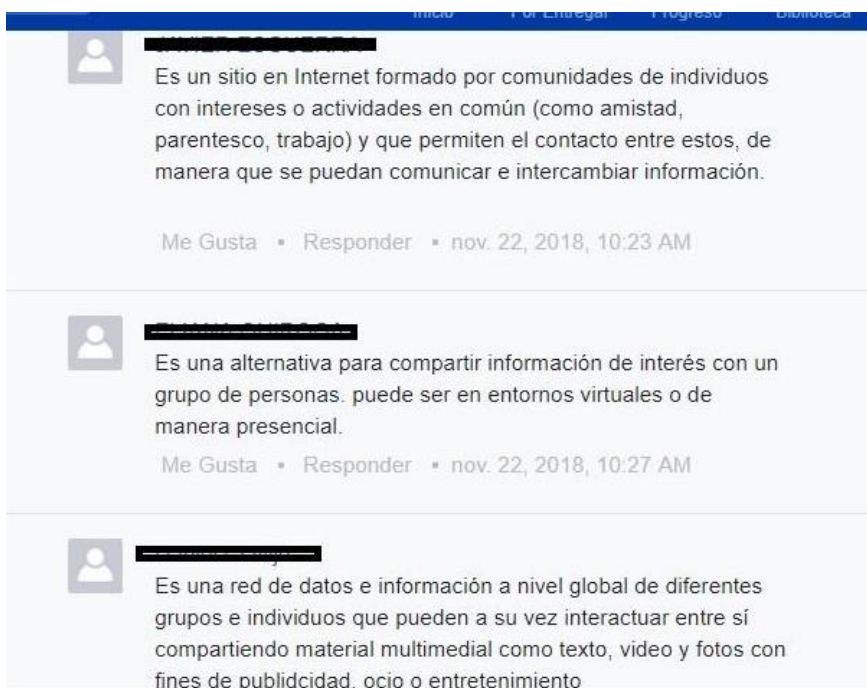 Inicio Por Entregar Progreso Biblioteca
Es un sitio en Internet formado por comunidades de individuos
con intereses o actividades en común (como amistad,
parentesco, trabajo) y que permiten el contacto entre estos, de
manera que se puedan comunicar e intercambiar información.
Me Gusta ▪ Responder ▪ nov. 22, 2018, 10:23 AM
Es una alternativa para compartir información de interés con un
grupo de personas. puede ser en entornos virtuales o de
manera presencial.
Me Gusta ▪ Responder ▪ nov. 22, 2018, 10:27 AM
Es una red de datos e información a nivel global de diferentes
grupos e individuos que pueden a su vez interactuar entre sí
compartiendo material multimedial como texto, video y fotos con
fines de publidcidad, ocio o entretenimiento